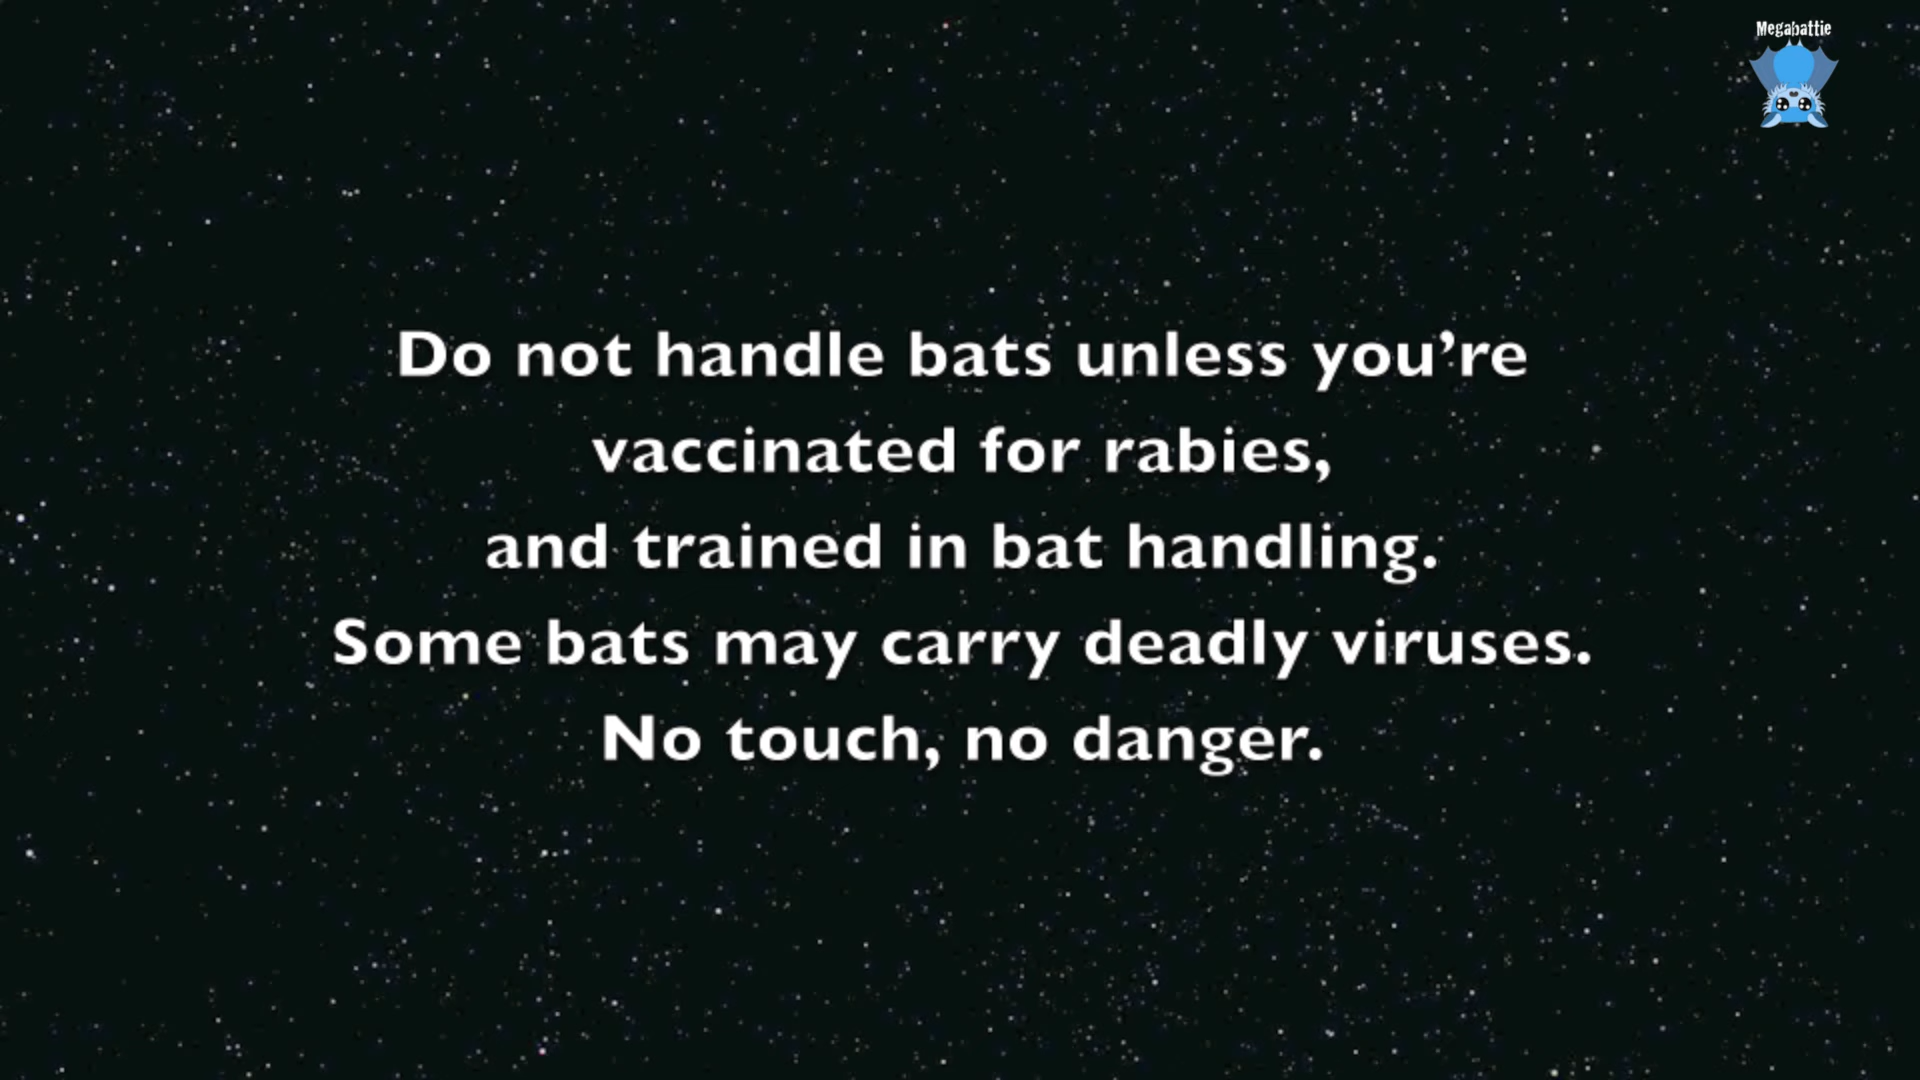 Megabattie
Do not handle bats unless you’re
vaccinated for rabies,
and trained in bat handling.
Some bats may carry deadly viruses.
No touch, no danger.